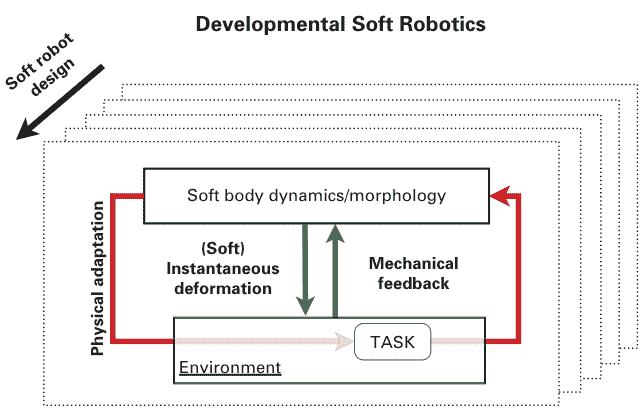 Developmental Soft Robotics
Soft robot
design
Soft body dynamics/morphology
Physical adaptation
(Soft)
Instantaneous
deformation
Mechanical
feedback
TASK
Environment